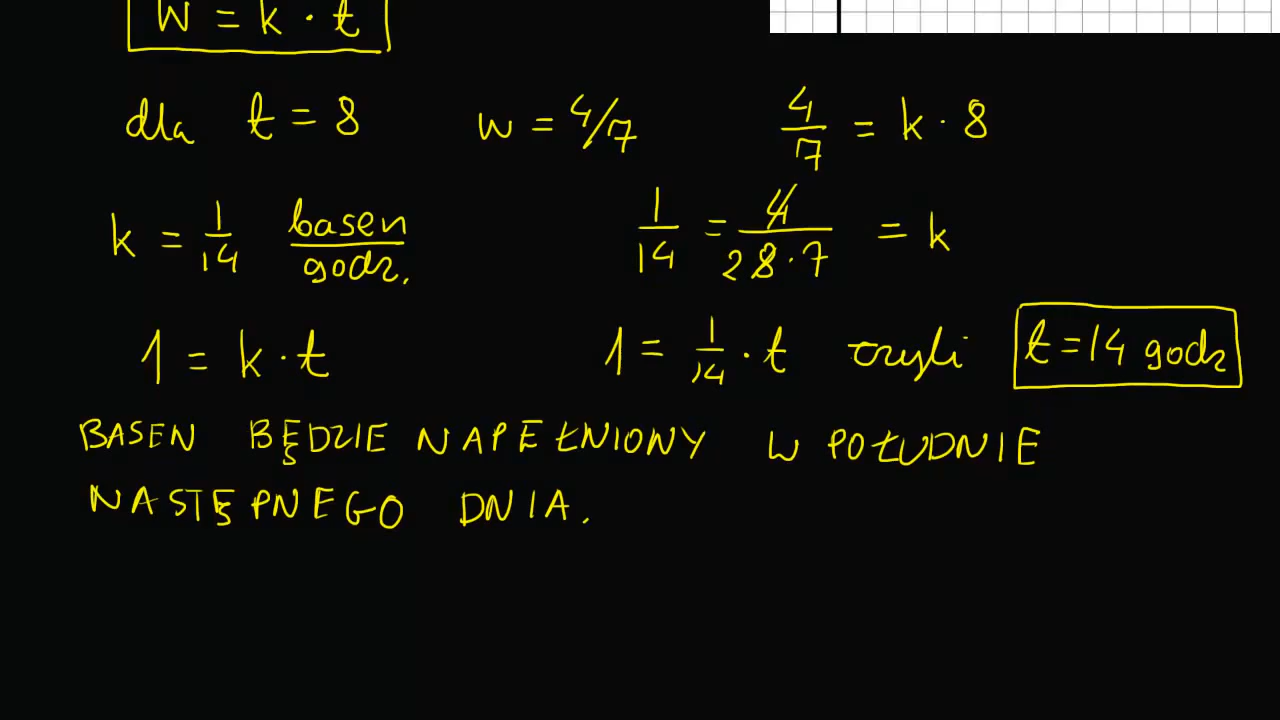 W = k · t
dla t = 8 w = 4/7 4/7 = k · 8
k = 1/14 basen/godz. 1/14 = 4/28·7 = k
1 = k · t 1 = 1/14 · t czyli t = 14 godz
BASEN BĘDZIE NAPEŁNIONY W POŁUDNIE
NASTĘPNEGO DNIA.